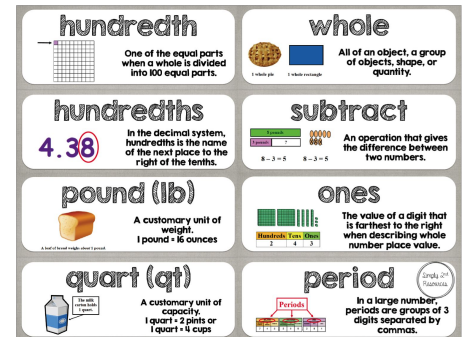 hundredth
One of the equal parts
when a whole is divided
into 100 equal parts.
whole
1 whole pie
1 whole rectangle
All of an object, a group
of objects, shape, or
quantity.
hundredths
4.38
In the decimal system,
hundredths is the name
of the next place to the
right of the tenths.
subtract
8 pounds
3 pounds ?
8 – 3 = 5 8 – 3 = 5
An operation that gives
the difference between
two numbers.
pound (lb)
A loaf of bread weighs about 1 pound.
A customary unit of
weight.
1 pound = 16 ounces
ones
Hundreds Tens Ones
2 4 3
The value of a digit that
is farthest to the right
when describing whole
number place value.
quart (qt)
The milk
carton holds
1 quart.
A customary unit of
capacity.
1 quart = 2 pints or
1 quart = 4 cups
period
Periods
In a large number,
periods are groups of 3
digits separated by
commas.
Simply 2nd
Resources